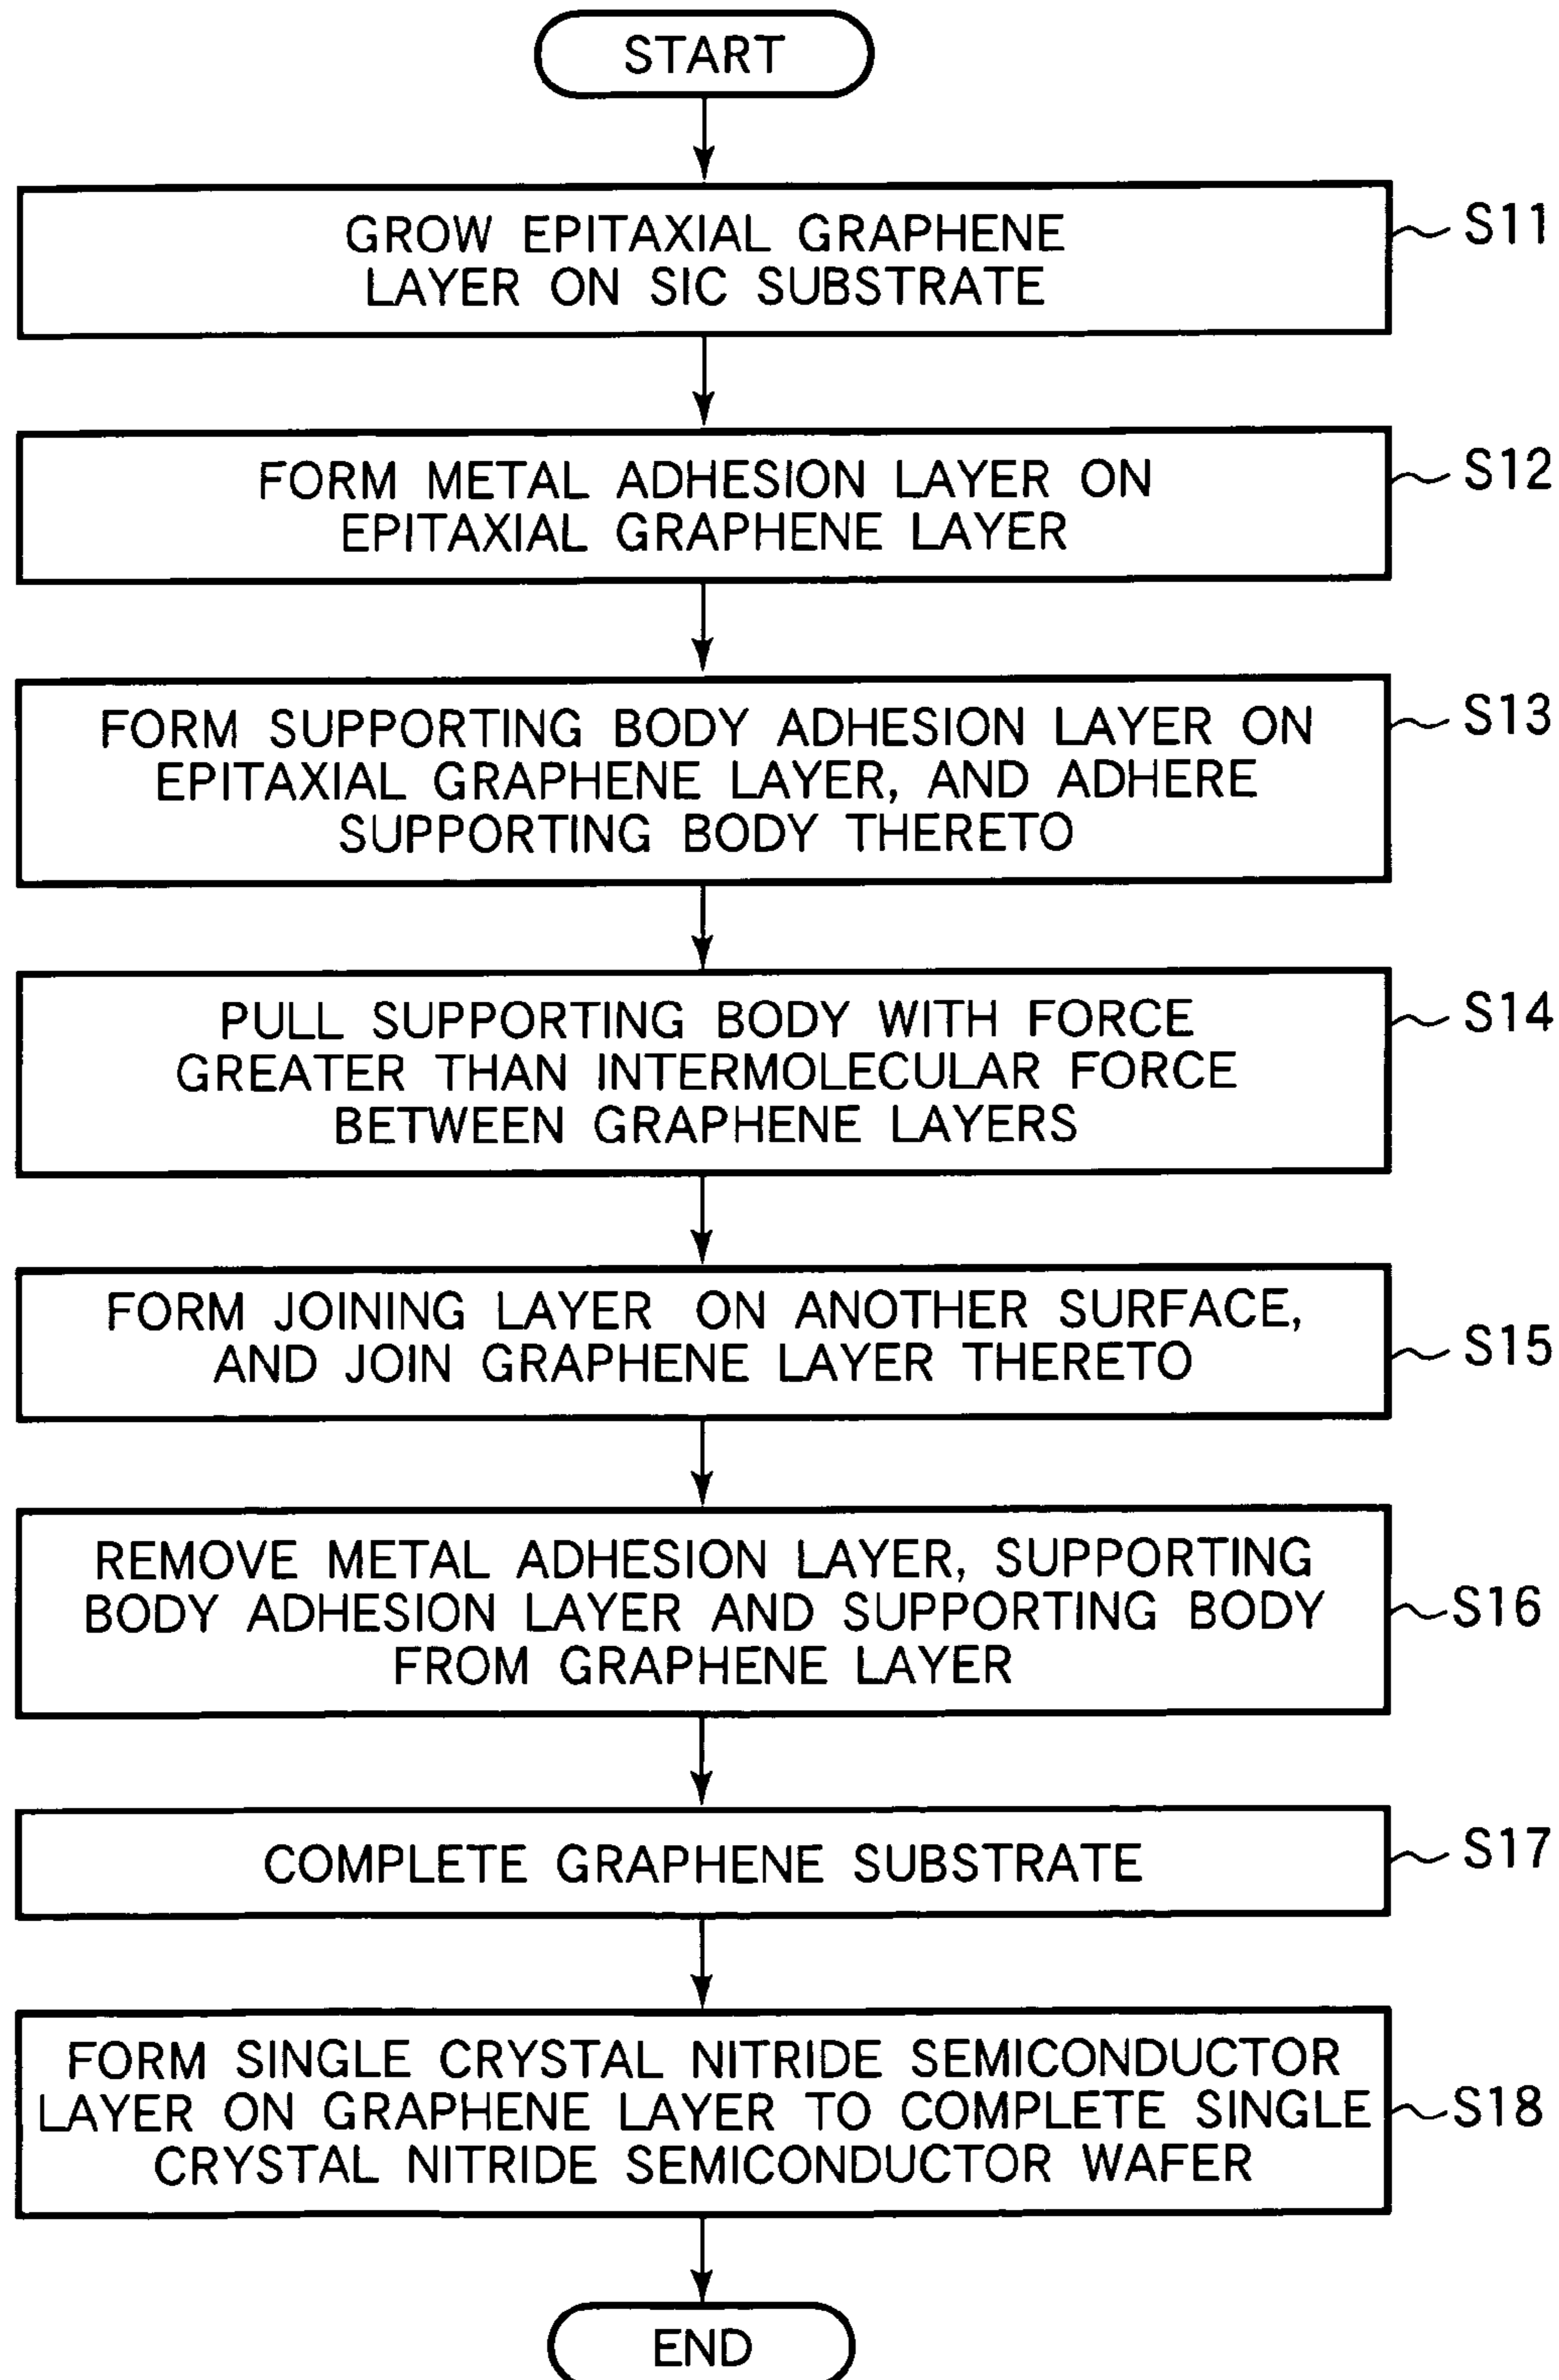 START
GROW EPITAXIAL GRAPHENE
LAYER ON SIC SUBSTRATE
S11
FORM METAL ADHESION LAYER ON
EPITAXIAL GRAPHENE LAYER
S12
FORM SUPPORTING BODY ADHESION LAYER ON
EPITAXIAL GRAPHENE LAYER, AND ADHERE
SUPPORTING BODY THERETO
S13
PULL SUPPORTING BODY WITH FORCE
GREATER THAN INTERMOLECULAR FORCE
BETWEEN GRAPHENE LAYERS
S14
FORM JOINING LAYER ON ANOTHER SURFACE,
AND JOIN GRAPHENE LAYER THERETO
S15
REMOVE METAL ADHESION LAYER, SUPPORTING
BODY ADHESION LAYER AND SUPPORTING BODY
FROM GRAPHENE LAYER
S16
COMPLETE GRAPHENE SUBSTRATE
S17
FORM SINGLE CRYSTAL NITRIDE SEMICONDUCTOR
LAYER ON GRAPHENE LAYER TO COMPLETE SINGLE
CRYSTAL NITRIDE SEMICONDUCTOR WAFER
S18
END